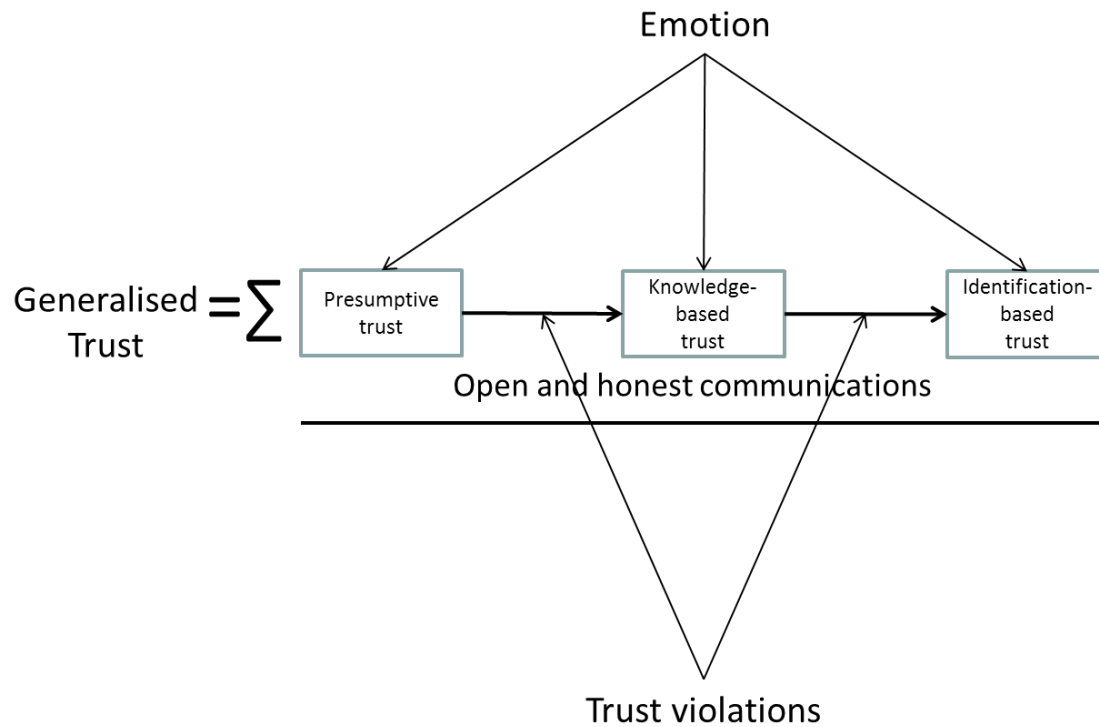 Emotion
Generalised
Trust
=∑
Presumptive
trust
Knowledge-
based
trust
Identification-
based
trust
Open and honest communications
Trust violations